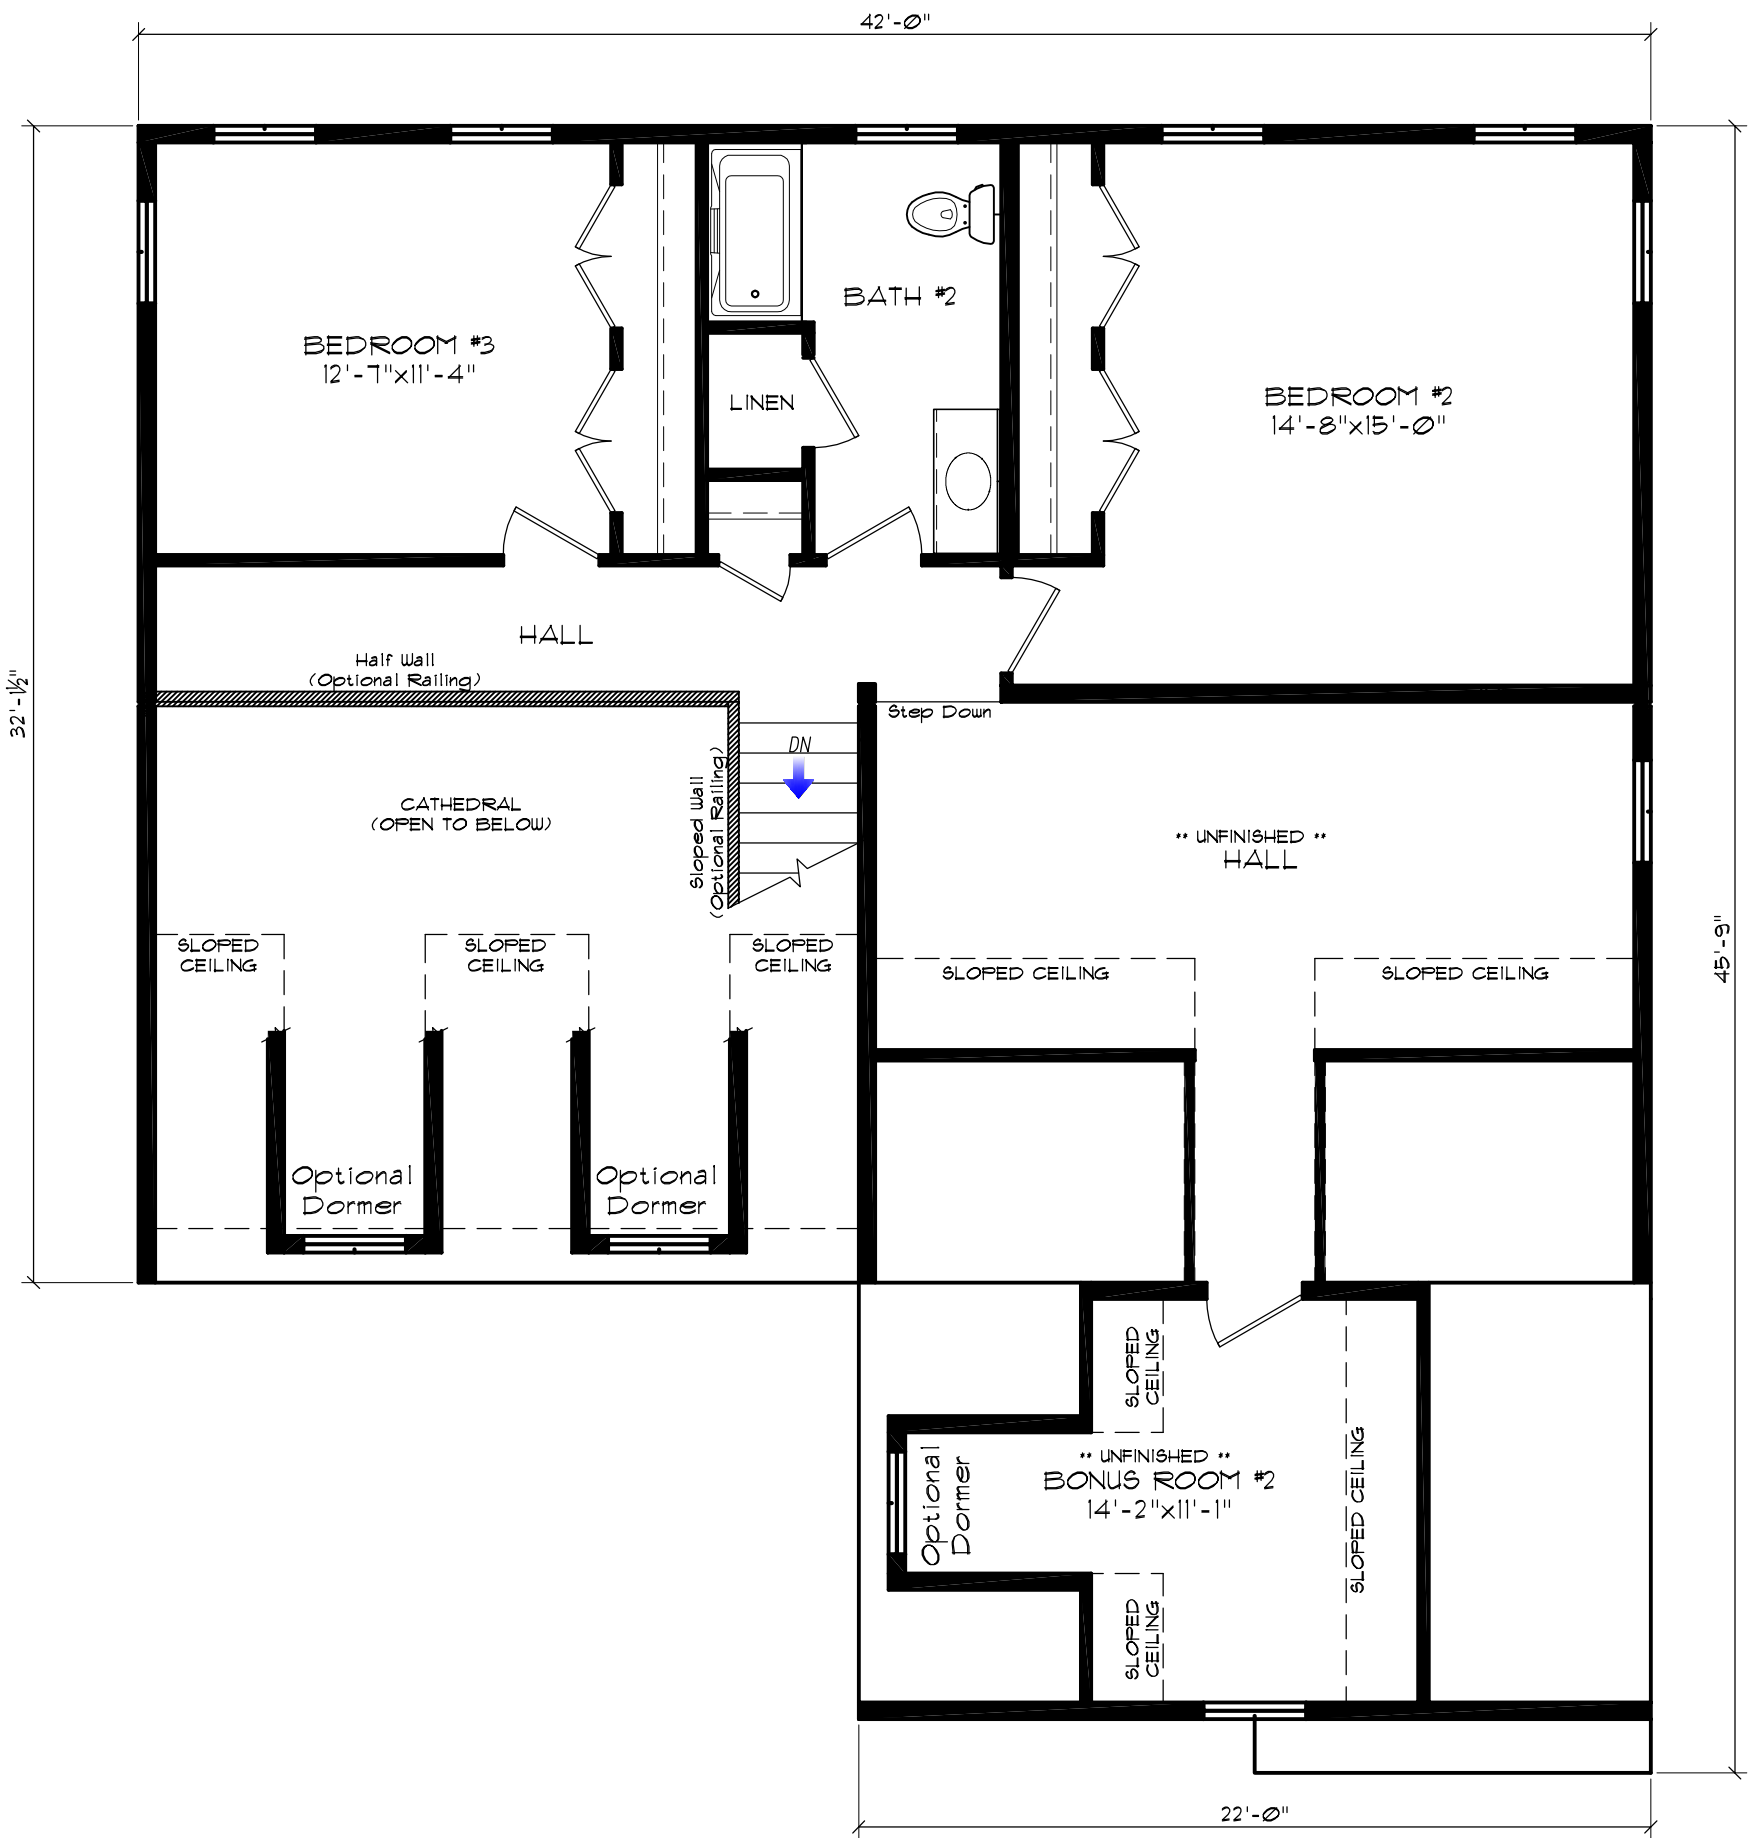 42'-0"
BATH #2
BEDROOM #3
12'-7"x11'-4"
LINEN
BEDROOM #2
14'-8"x15'-0"
HALL
Half Wall
(Optional Railing)
32'-1½"
Step Down
DN
Sloped Wall
(Optional Railing)
CATHEDRAL
(OPEN TO BELOW)
** UNFINISHED **
HALL
45'-9"
SLOPED
CEILING
SLOPED
CEILING
SLOPED
CEILING
SLOPED CEILING
SLOPED CEILING
Optional
Dormer
Optional
Dormer
SLOPED
CEILING
** UNFINISHED **
BONUS ROOM #2
14'-2"x11'-1"
Optional
Dormer
SLOPED CEILING
SLOPED
CEILING
22'-0"